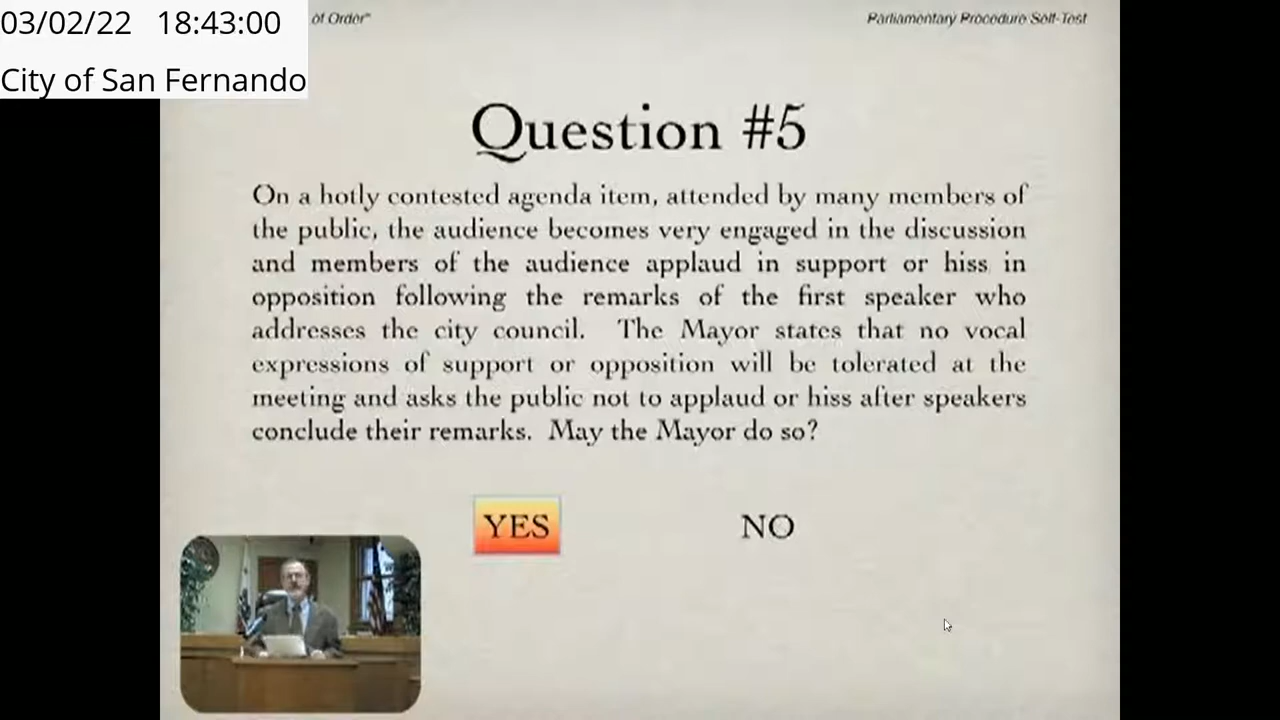 03/02/22 18:43:00
City of San Fernando
of Order™
Parliamentary Procedure Self-Test
Question #5
On a hotly contested agenda item, attended by many members of
the public, the audience becomes very engaged in the discussion
and members of the audience applaud in support or hiss in
opposition following the remarks of the first speaker who
addresses the city council. The Mayor states that no vocal
expressions of support or opposition will be tolerated at the
meeting and asks the public not to applaud or hiss after speakers
conclude their remarks. May the Mayor do so?
YES NO